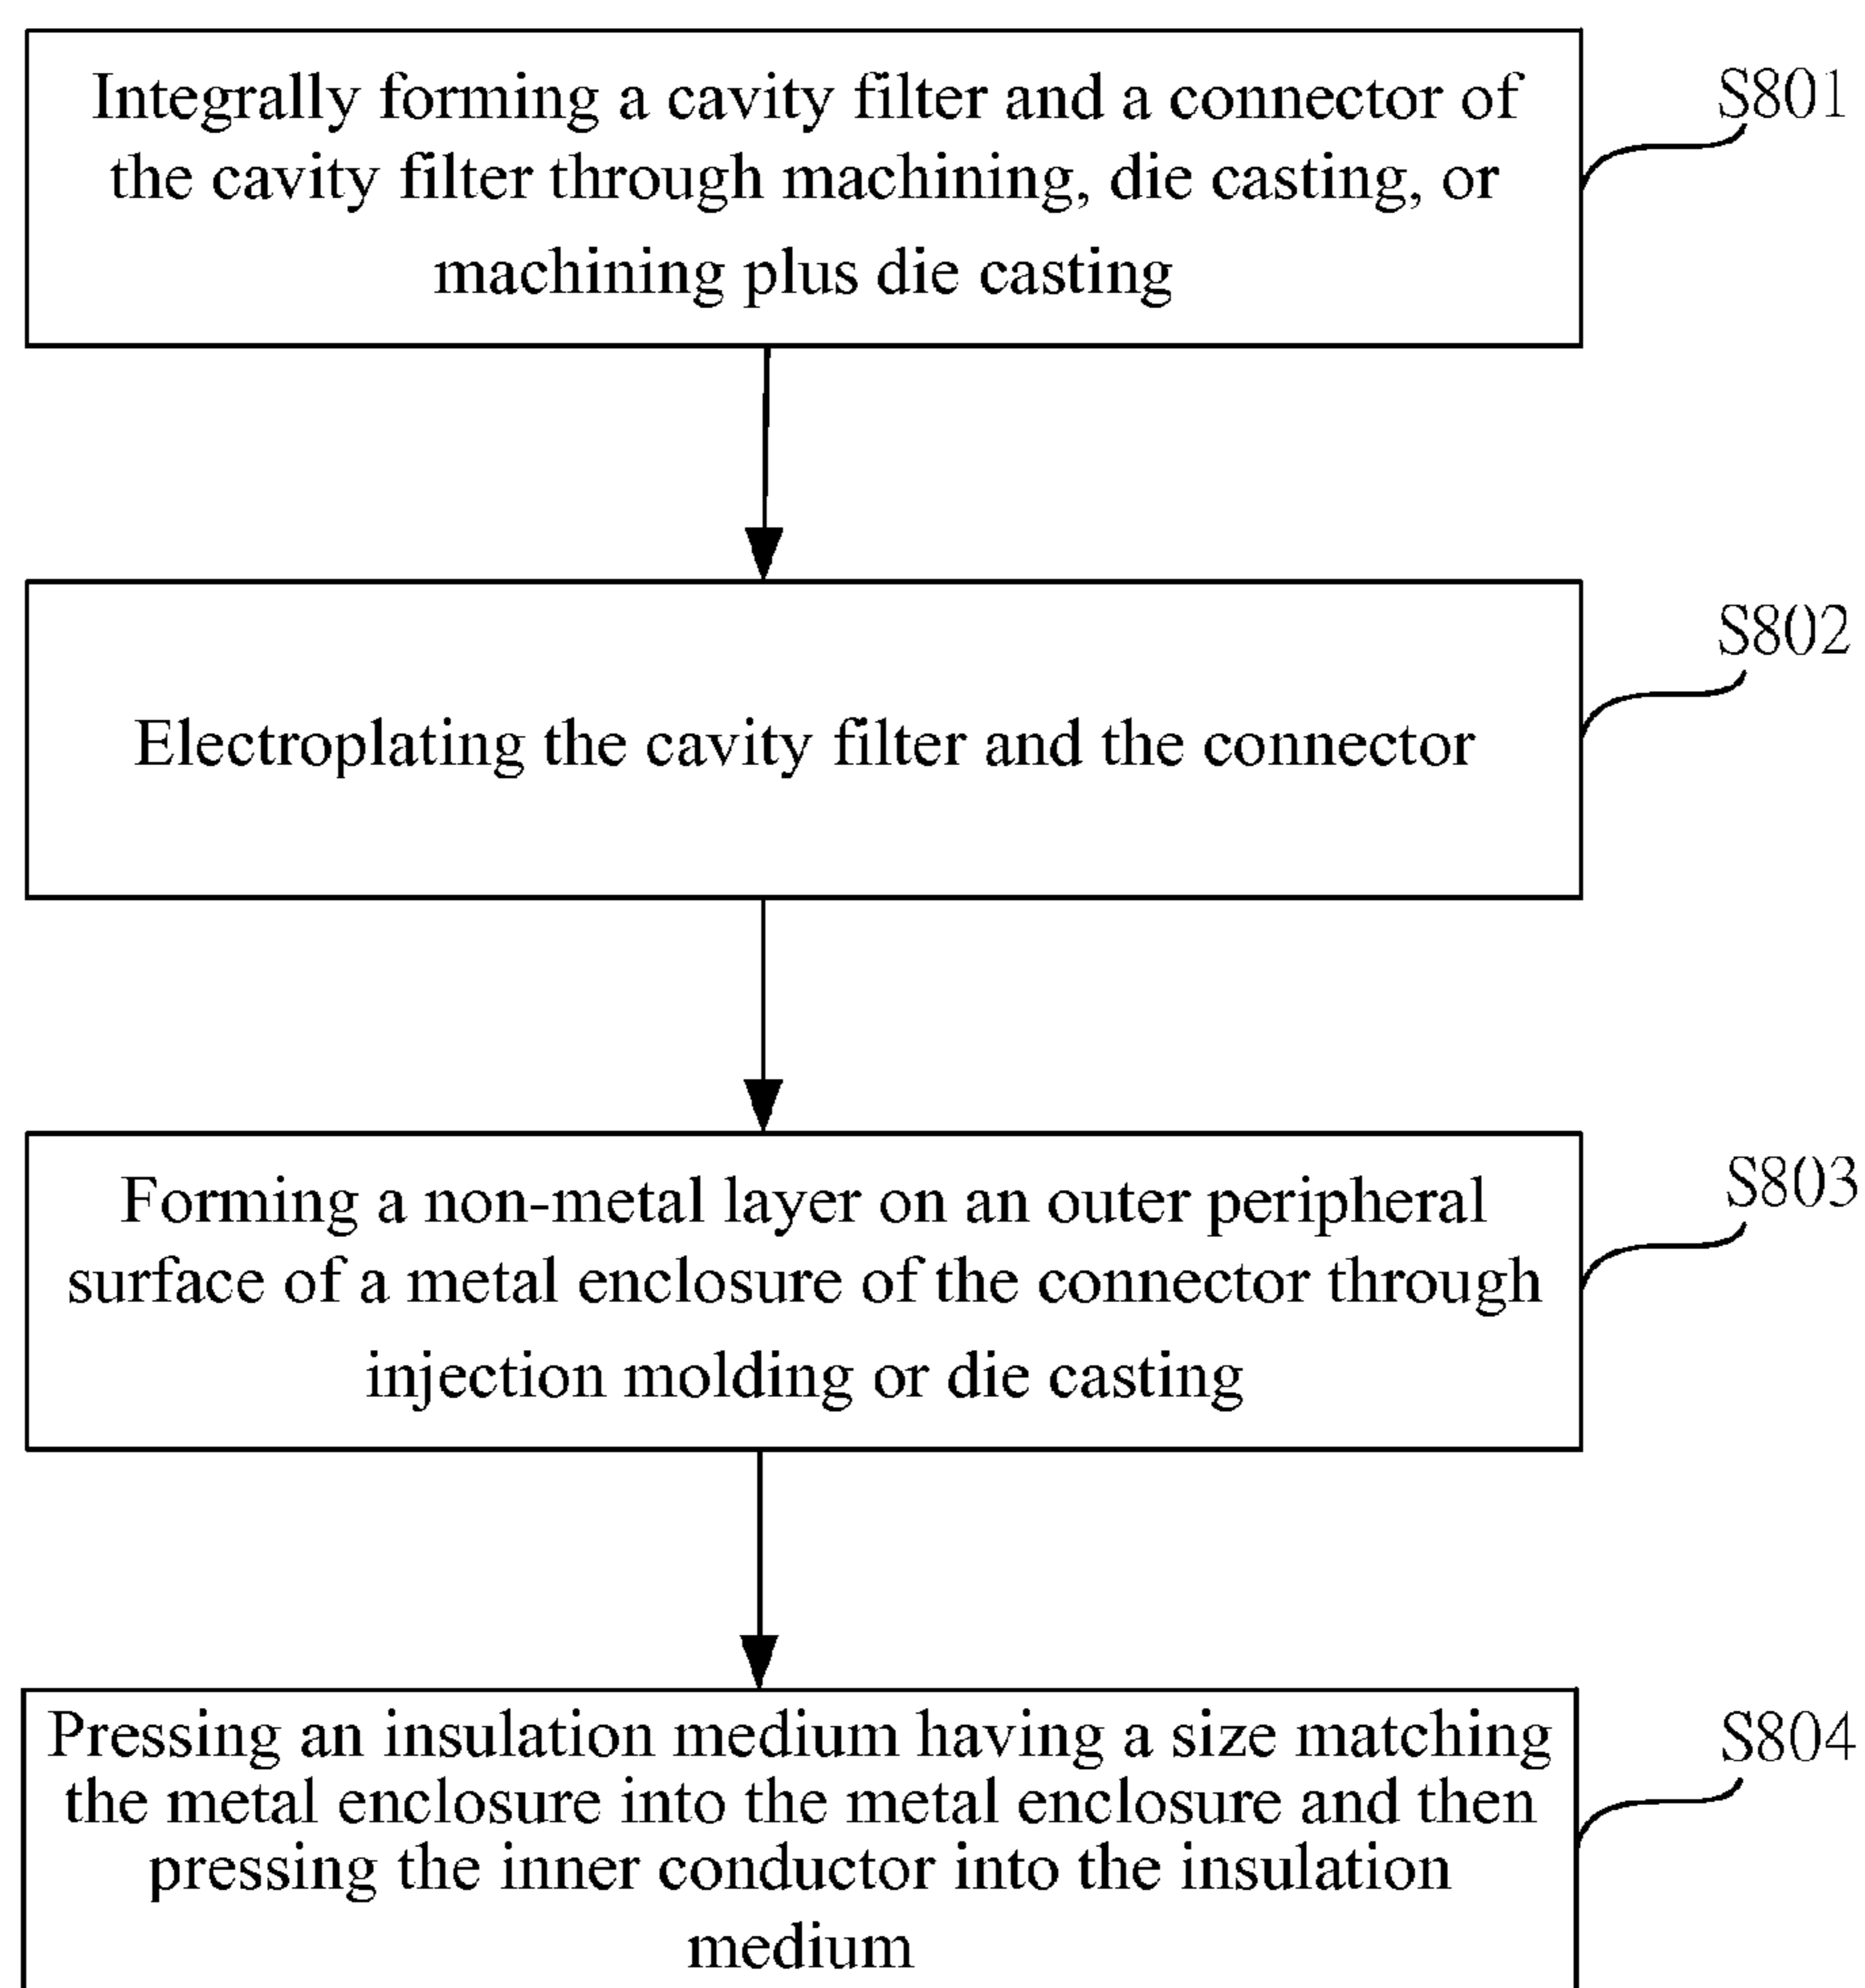 Integrally forming a cavity filter and a connector of
the cavity filter through machining, die casting, or
machining plus die casting
S801
Electroplating the cavity filter and the connector
S802
Forming a non-metal layer on an outer peripheral
surface of a metal enclosure of the connector through
injection molding or die casting
S803
Pressing an insulation medium having a size matching
the metal enclosure into the metal enclosure and then
pressing the inner conductor into the insulation
medium
S804